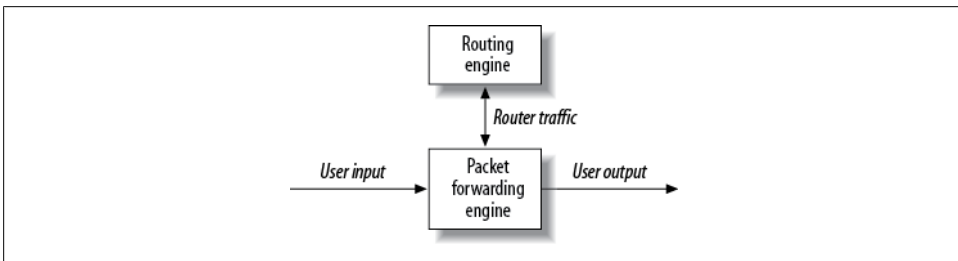 Routing
engine
Router traffic
User input
Packet
forwarding
engine
User output